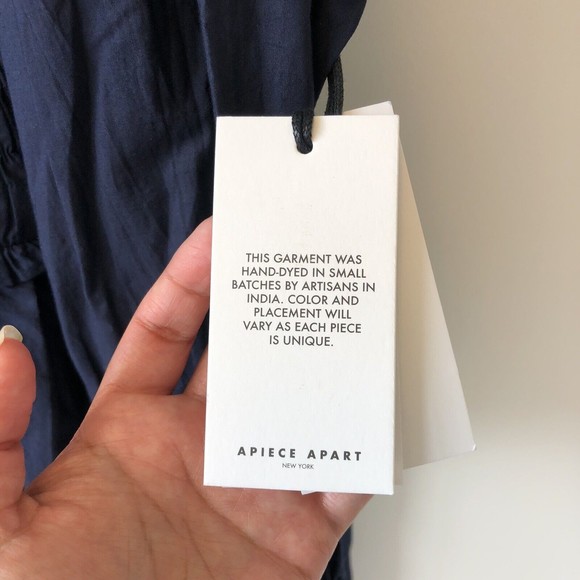 THIS GARMENT WAS
HAND-DYED IN SMALL
BATCHES BY ARTISANS IN
INDIA. COLOR AND
PLACEMENT WILL
VARY AS EACH PIECE
IS UNIQUE.
APIECE APART
NEW YORK